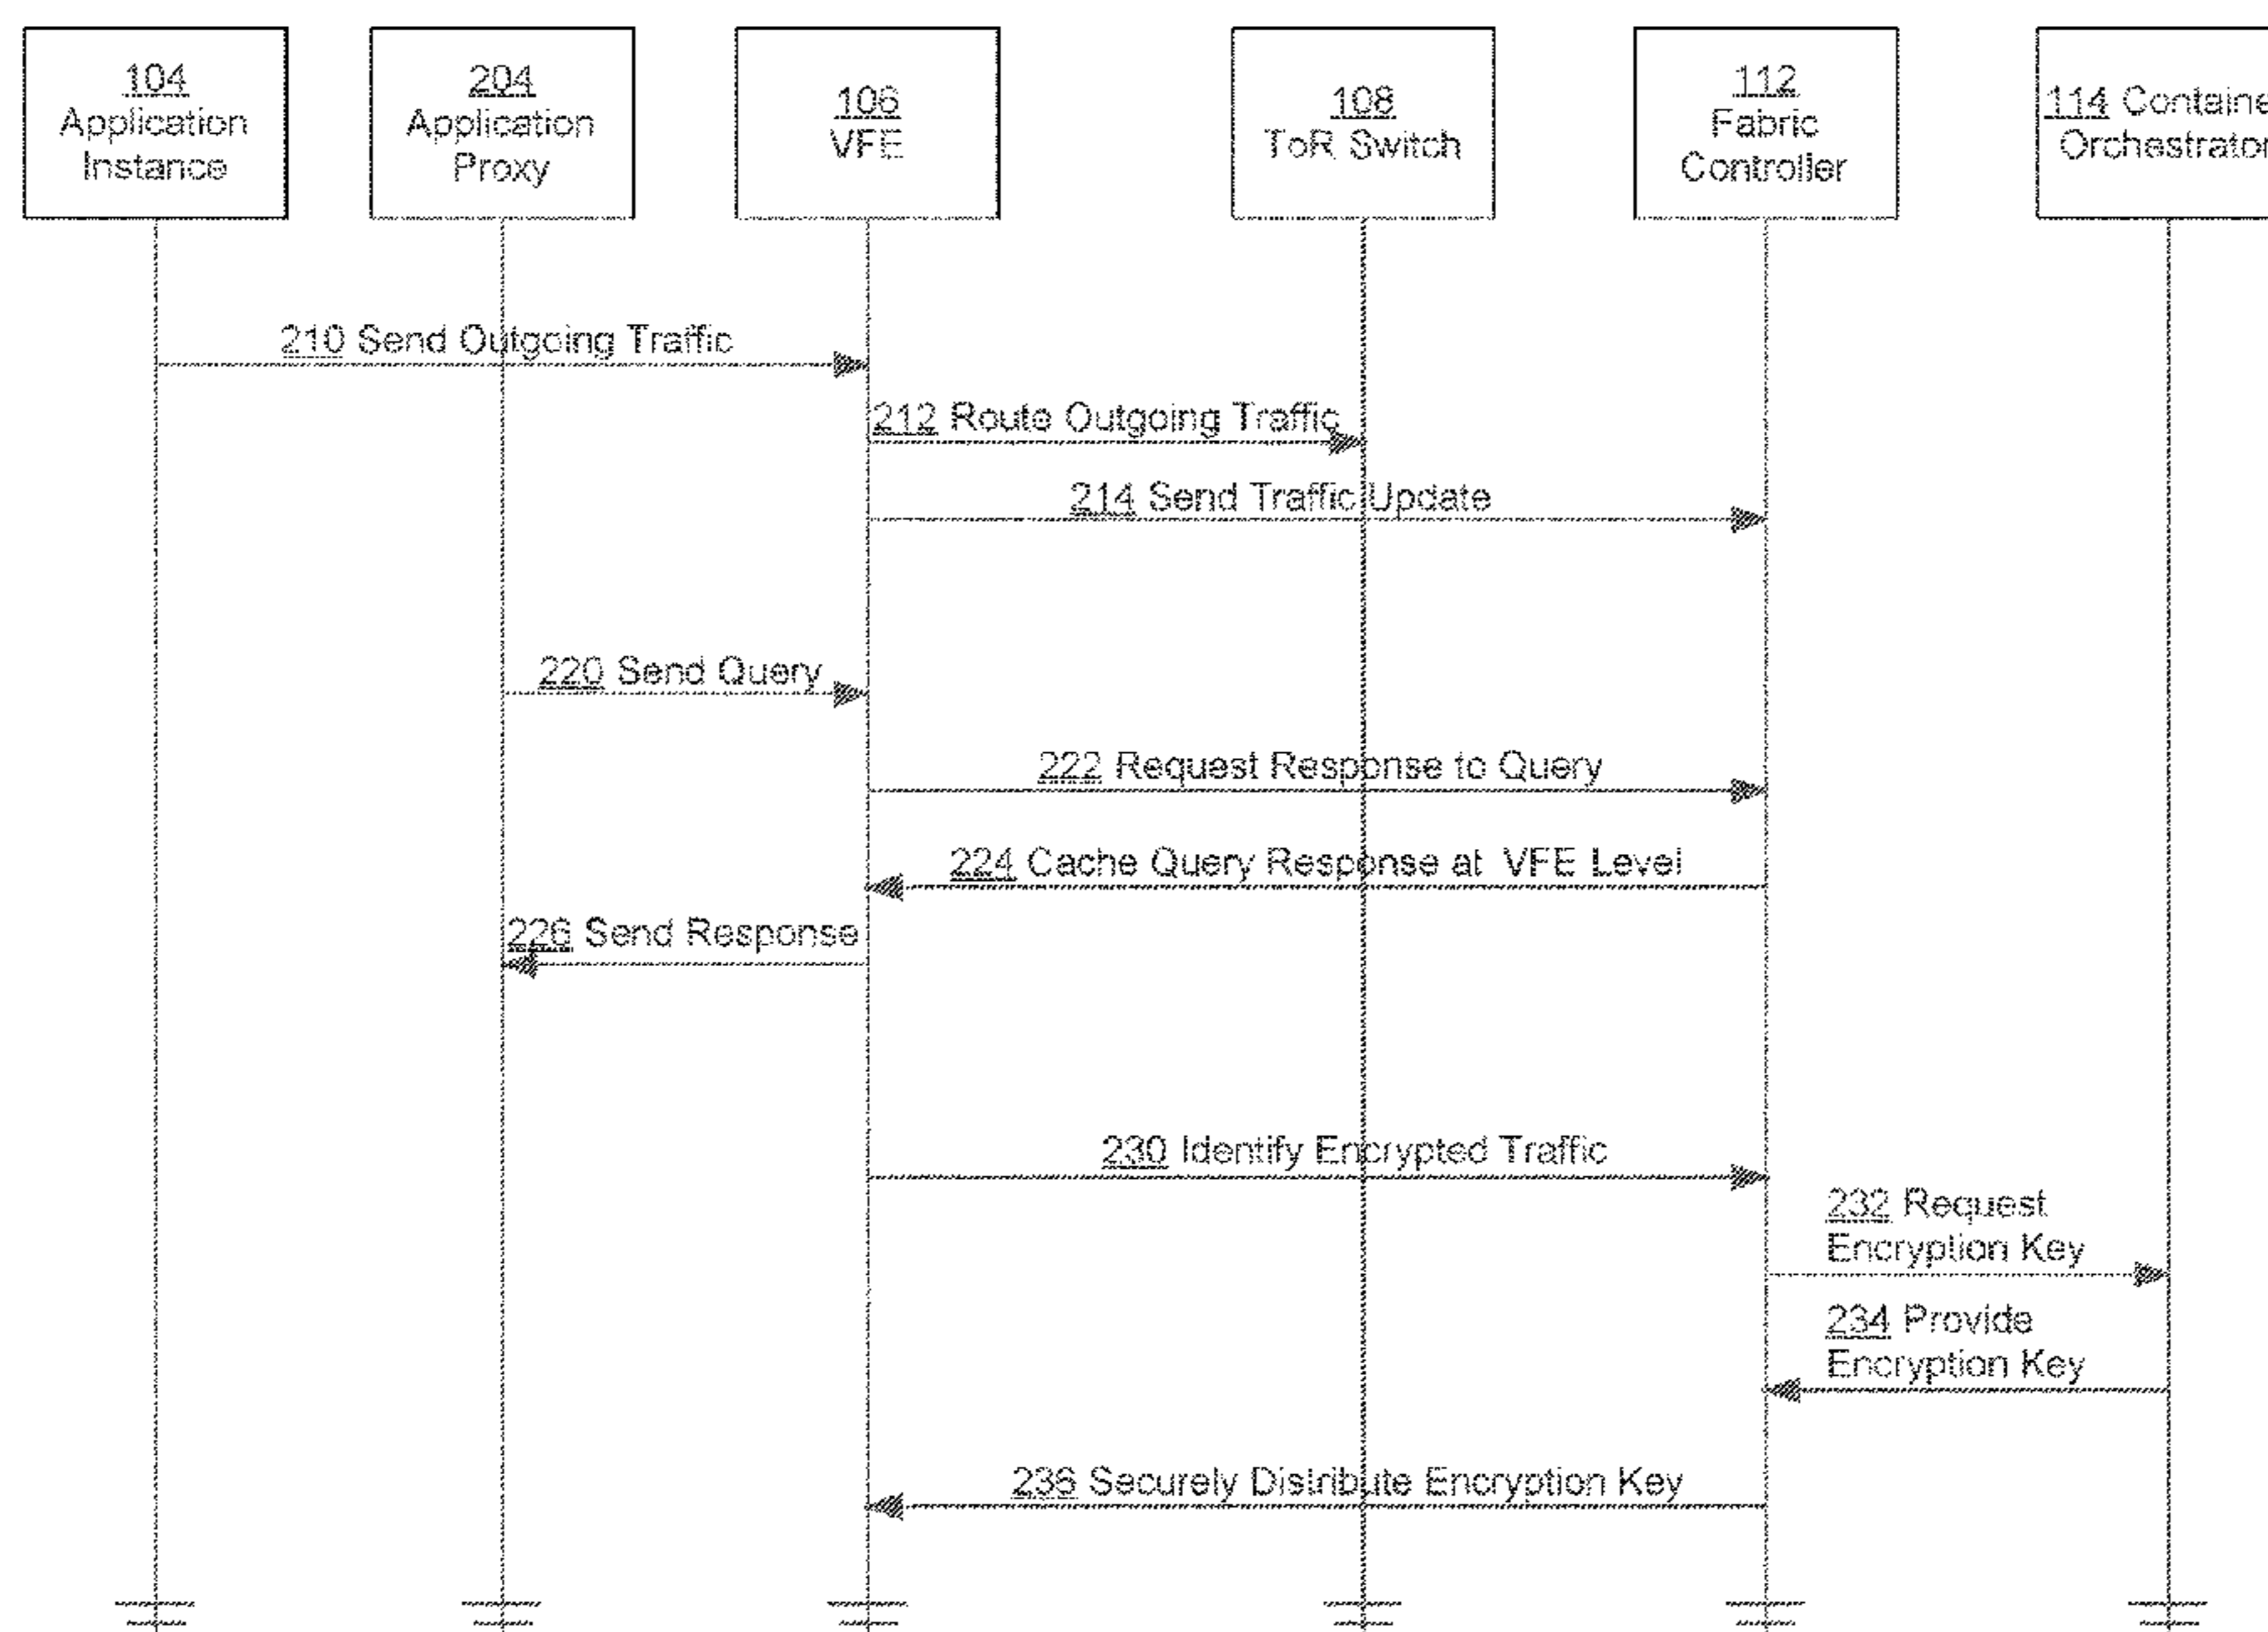 104
Application
Instance
204
Application
Proxy
106
VFE
108
ToR Switch
112
Fabric
Controller
114 Containe
Orchestrator
210 Send Outgoing Traffic
212 Route Outgoing Traffic
214 Send Traffic Update
220 Send Query
222 Request Response to Query
224 Cache Query Response at VFE Level
226 Send Response
230 Identify Encrypted Traffic
232 Request
Encryption Key
234 Provide
Encryption Key
236 Securely Distribute Encryption Key